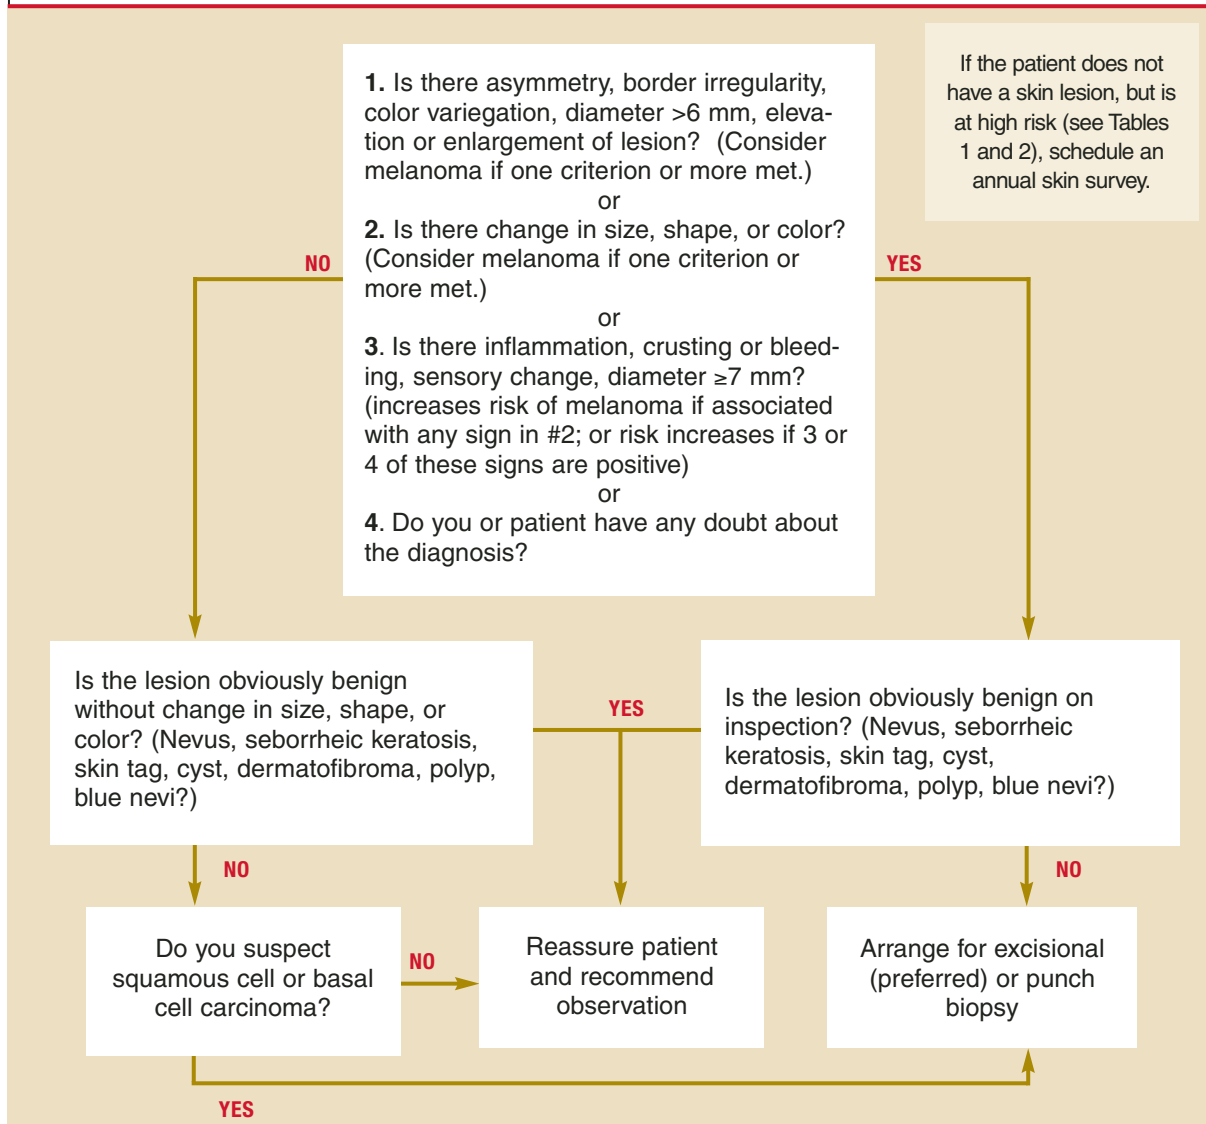 1. Is there asymmetry, border irregularity,
color variegation, diameter >6 mm, eleva-
tion or enlargement of lesion?  (Consider
melanoma if one criterion or more met.)
or
2. Is there change in size, shape, or color?
(Consider melanoma if one criterion or
more met.)
or
3. Is there inflammation, crusting or bleed-
ing, sensory change, diameter ≥7 mm?
(increases risk of melanoma if associated
with any sign in #2; or risk increases if 3 or
4 of these signs are positive)
or
4. Do you or patient have any doubt about
the diagnosis?
If the patient does not
have a skin lesion, but is
at high risk (see Tables
1 and 2), schedule an
annual skin survey.
NO
YES
Is the lesion obviously benign
without change in size, shape, or
color? (Nevus, seborrheic keratosis,
skin tag, cyst, dermatofibroma, polyp,
blue nevi?)
YES
Is the lesion obviously benign on
inspection? (Nevus, seborrheic
keratosis, skin tag, cyst,
dermatofibroma, polyp, blue nevi?)
NO
NO
Do you suspect
squamous cell or basal
cell carcinoma?
NO
Reassure patient
and recommend
observation
Arrange for excisional
(preferred) or punch
biopsy
YES